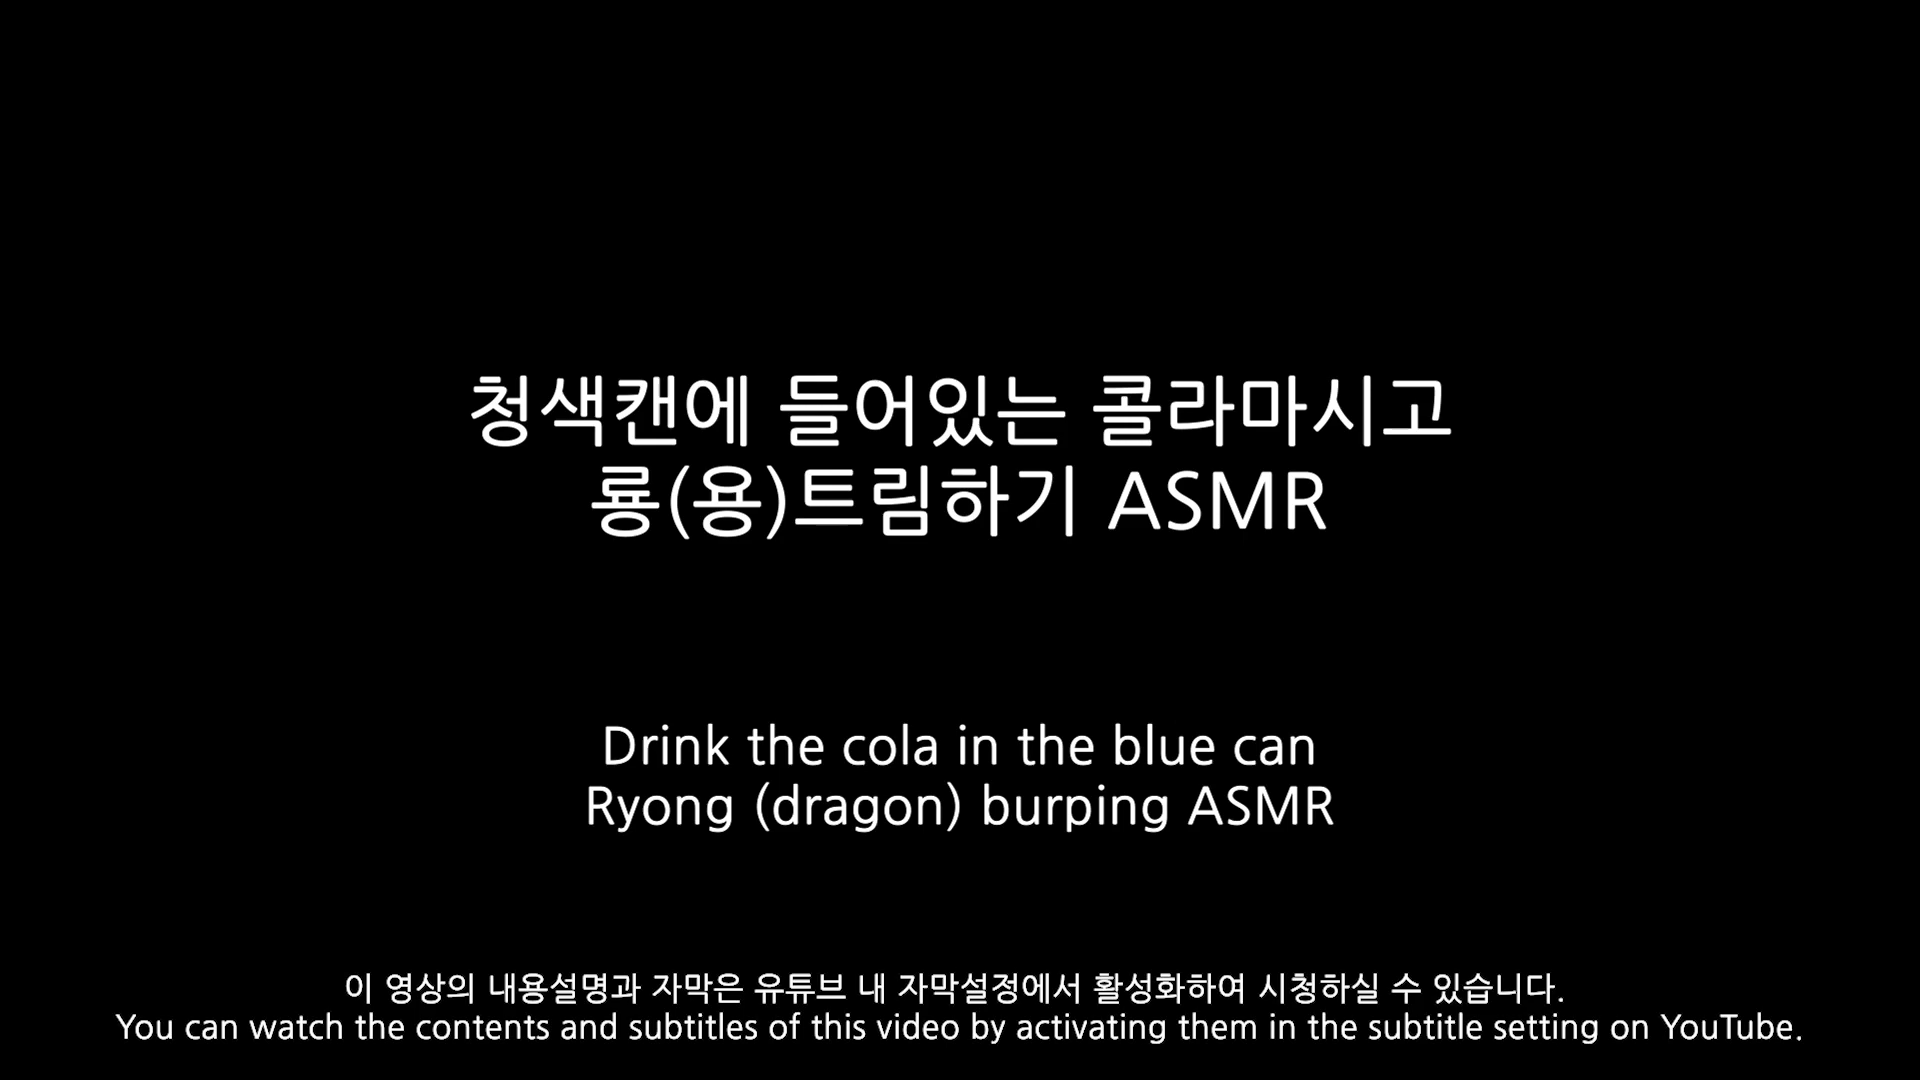 청색캔에 들어있는 콜라마시고
룡(용)트림하기 ASMR
Drink the cola in the blue can
Ryong (dragon) burping ASMR
이 영상의 내용설명과 자막은 유튜브 내 자막설정에서 활성화하여 시청하실 수 있습니다.
You can watch the contents and subtitles of this video by activating them in the subtitle setting on YouTube.